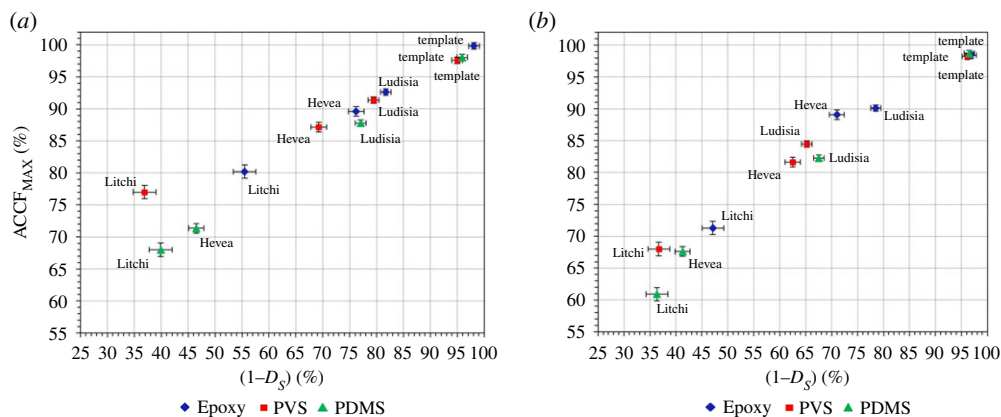 (a)
(b)
100
95
90
85
80
75
70
65
60
55
ACCF MAX (%)
template
template
template
Ludisia
Hevea
Ludisia
Hevea
Ludisia
Litchi
Litchi
Hevea
Litchi
25 30 35 40 45 50 55 60 65 70 75 80 85 90 95 100
(1–D_S) (%)
Epoxy PVS PDMS
100
95
90
85
80
75
70
65
60
55
template
template
template
Hevea
Ludisia
Ludisia
Ludisia
Hevea
Litchi
Litchi
Hevea
Litchi
25 30 35 40 45 50 55 60 65 70 75 80 85 90 95 100
(1–D_S) (%)
Epoxy PVS PDMS